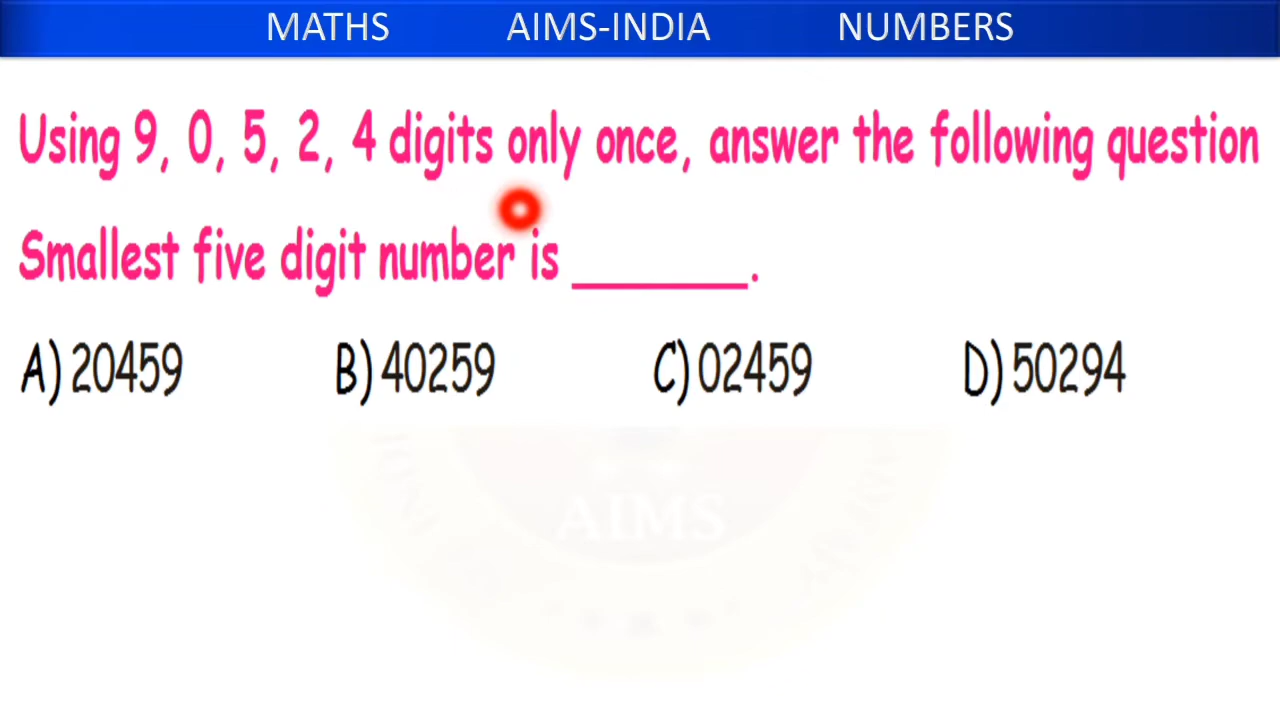 MATHS AIMS-INDIA NUMBERS
Using 9, 0, 5, 2, 4 digits only once, answer the following question
Smallest five digit number is ______.
A) 20459 B) 40259 C) 02459 D) 50294
AIMS